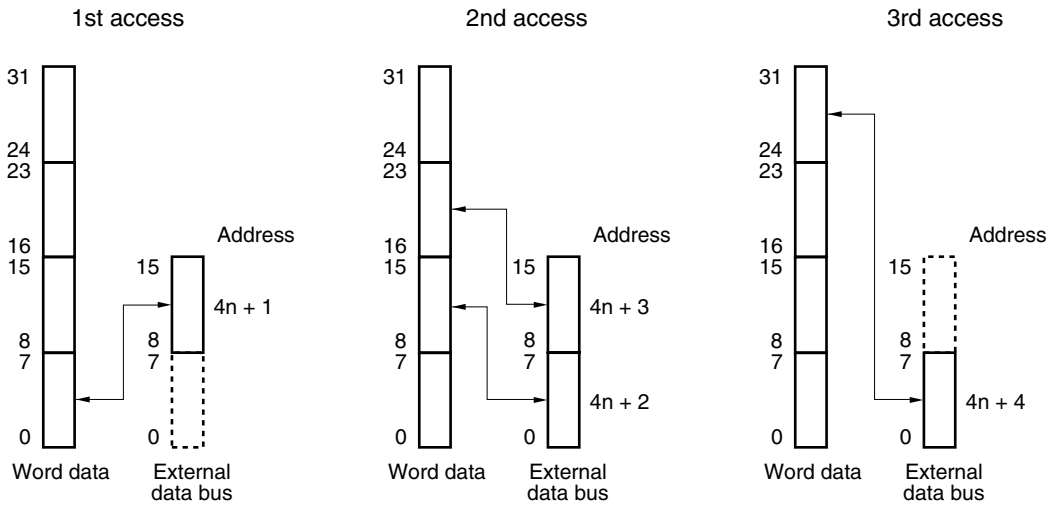 1st access
31
24
23
16
15
8
7
0
Address
15
8
7
0
4n + 1
Word data
External
data bus
2nd access
31
24
23
16
15
8
7
0
Address
15
8
7
0
4n + 3
4n + 2
Word data
External
data bus
3rd access
31
24
23
16
15
8
7
0
Address
15
8
7
0
4n + 4
Word data
External
data bus